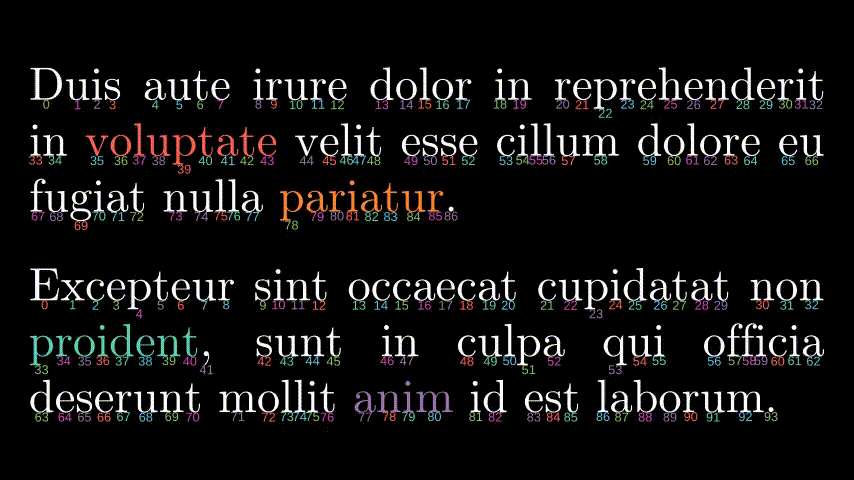 Duis aute irure dolor in reprehenderit
in voluptate velit esse cillum dolore eu
fugiat nulla pariatur.
Excepteur sint occaecat cupidatat non
proident, sunt in culpa qui officia
deserunt mollit anim id est laborum.